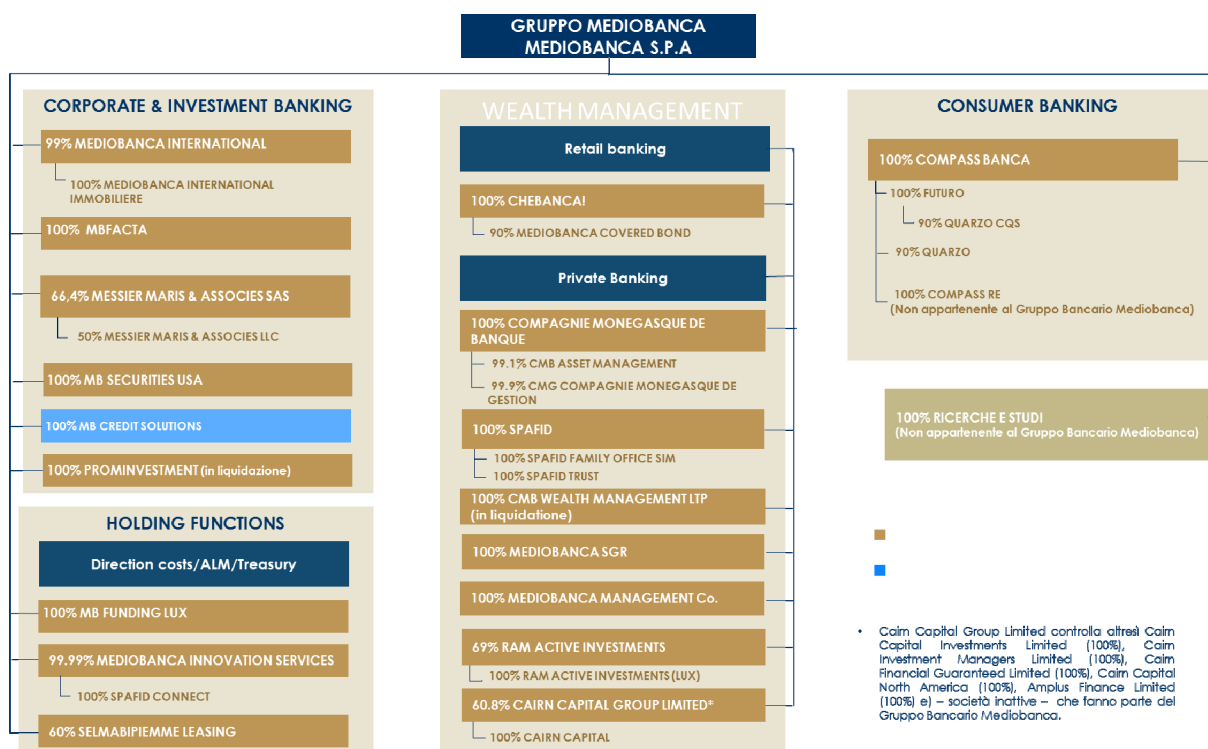 GRUPPO MEDIOBANCA
MEDIOBANCA S.P.A
CORPORATE & INVESTMENT BANKING
99% MEDIOBANCA INTERNATIONAL
100% MEDIOBANCA INTERNATIONAL
IMMOBILIERE
100% MBFACTA
66,4% MESSIER MARIS & ASSOCIES SAS
50% MESSIER MARIS & ASSOCIES LLC
100% MB SECURITIES USA
100% MB CREDIT SOLUTIONS
100% PROMINVESTMENT (in liquidazione)
HOLDING FUNCTIONS
Direction costs/ALM/Treasury
100% MB FUNDING LUX
99.99% MEDIOBANCA INNOVATION SERVICES
100% SPAFID CONNECT
60% SELMABIPIEMME LEASING
WEALTH MANAGEMENT
Retail banking
100% CHEBANCA!
90% MEDIOBANCA COVERED BOND
Private Banking
100% COMPAGNIE MONEGASQUE DE
BANQUE
99.1% CMB ASSET MANAGEMENT
99.9% CMG COMPAGNIE MONEGASQUE DE
GESTION
100% SPAFID
100% SPAFID FAMILY OFFICE SIM
100% SPAFID TRUST
100% CMB WEALTH MANAGEMENT LTP
(in liquidatione)
100% MEDIOBANCA SGR
100% MEDIOBANCA MANAGEMENT Co.
69% RAM ACTIVE INVESTMENTS
100% RAM ACTIVE INVESTMENTS (LUX)
60.8% CAIRN CAPITAL GROUP LIMITED*
100% CAIRN CAPITAL
CONSUMER BANKING
100% COMPASS BANCA
100% FUTURO
90% QUARZO CQS
90% QUARZO
100% COMPASS RE
(Non appartenente al Gruppo Bancario Mediobanca)
100% RICERCHE E STUDI
(Non appartenente al Gruppo Bancario Mediobanca)
• Cairn Capital Group Limited controlla altresì Cairn
Capital Investments Limited (100%), Cairn
Investment Managers Limited (100%), Cairn
Financial Guaranteed Limited (100%), Cairn Capital
North America (100%), Amplus Finance Limited
(100%) e) – società inattive – che fanno parte del
Gruppo Bancario Mediobanca.